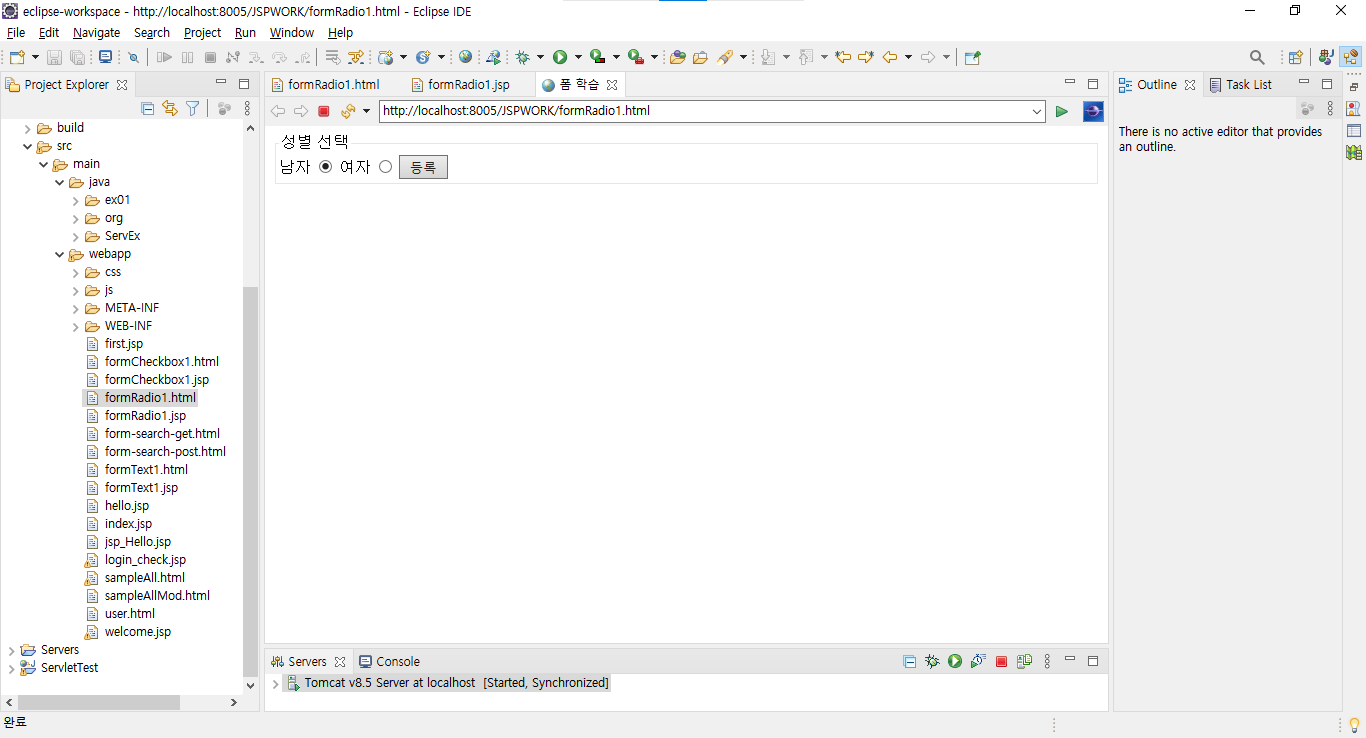 eclipse-workspace - http://localhost:8005/JSPWORK/formRadio1.html - Eclipse IDE
File Edit Navigate Search Project Run Window Help
Project Explorer
build
src
main
java
ex01
org
ServEx
webapp
css
js
META-INF
WEB-INF
first.jsp
formCheckbox1.html
formCheckbox1.jsp
formRadio1.html
formRadio1.jsp
form-search-get.html
form-search-post.html
formText1.html
formText1.jsp
hello.jsp
index.jsp
jsp_Hello.jsp
login_check.jsp
sampleAll.html
sampleAllMod.html
user.html
welcome.jsp
Servers
ServletTest
formRadio1.html formRadio1.jsp 폼 학습
http://localhost:8005/JSPWORK/formRadio1.html
성별 선택
남자 여자 등록
Servers Console
Tomcat v8.5 Server at localhost [Started, Synchronized]
Outline Task List
There is no active editor that provides
an outline.
완료